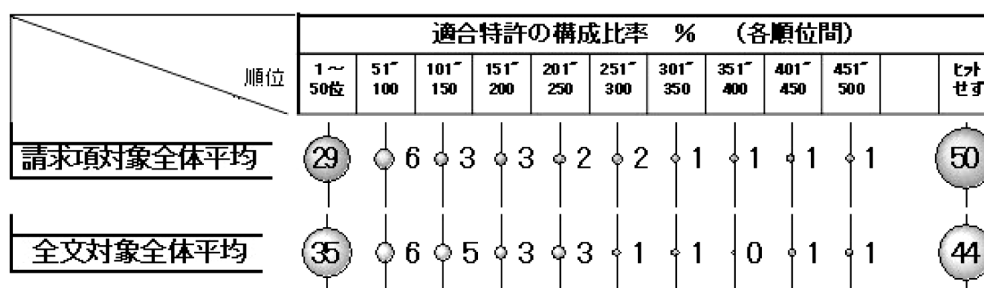 適合特許の構成比率 % (各順位間)
順位 1～50位 51～100 101～150 151～200 201～250 251～300 301～350 351～400 401～450 451～500 ヒットせず
請求項対象全体平均 29 6 3 3 2 2 1 1 1 1 50
全文対象全体平均 35 6 5 3 3 1 1 0 1 1 44